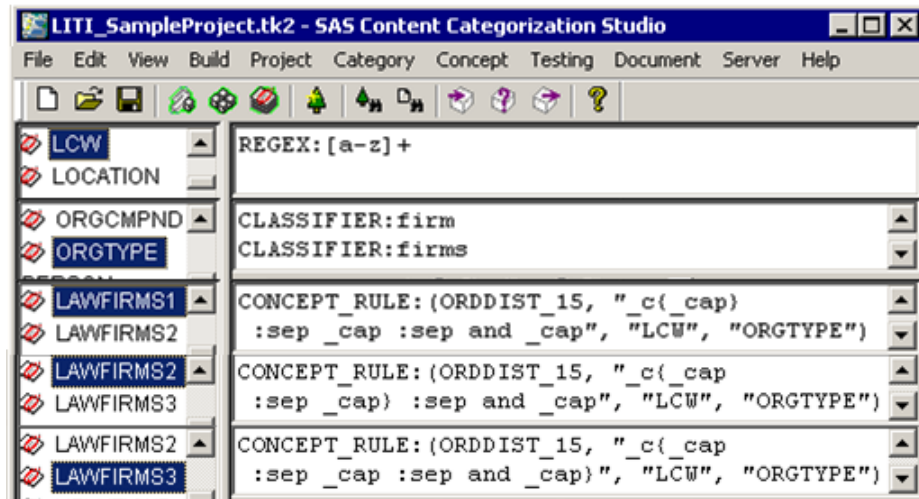 LITI_SampleProject.tk2 - SAS Content Categorization Studio
File Edit View Build Project Category Concept Testing Document Server Help
LCW
LOCATION
REGEX:[a-z]+
ORGCMPND
ORGTYPE
CLASSIFIER:firm
CLASSIFIER:firms
LAWFIRMS1
LAWFIRMS2
CONCEPT_RULE:(ORDDIST_15, "_c{_cap}
:sep _cap :sep and _cap", "LCW", "ORGTYPE")
LAWFIRMS2
LAWFIRMS3
CONCEPT_RULE:(ORDDIST_15, "_c{_cap
:sep _cap} :sep and _cap", "LCW", "ORGTYPE")
LAWFIRMS2
LAWFIRMS3
CONCEPT_RULE:(ORDDIST_15, "_c{_cap
:sep _cap :sep and _cap}", "LCW", "ORGTYPE")